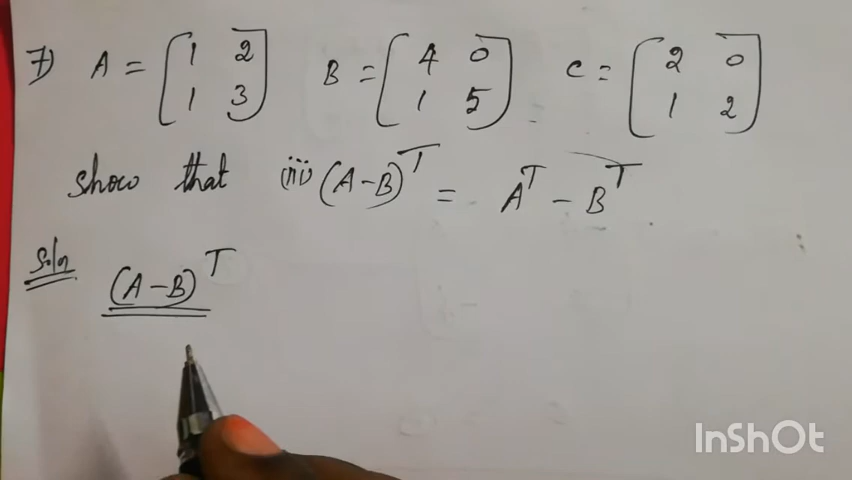 7) A = [1 2 1 3] B = [4 0 1 5] C = [2 0 1 2]
show that (iii) (A-B)^T = A^T - B^T
Soln
(A-B)^T
InShOt